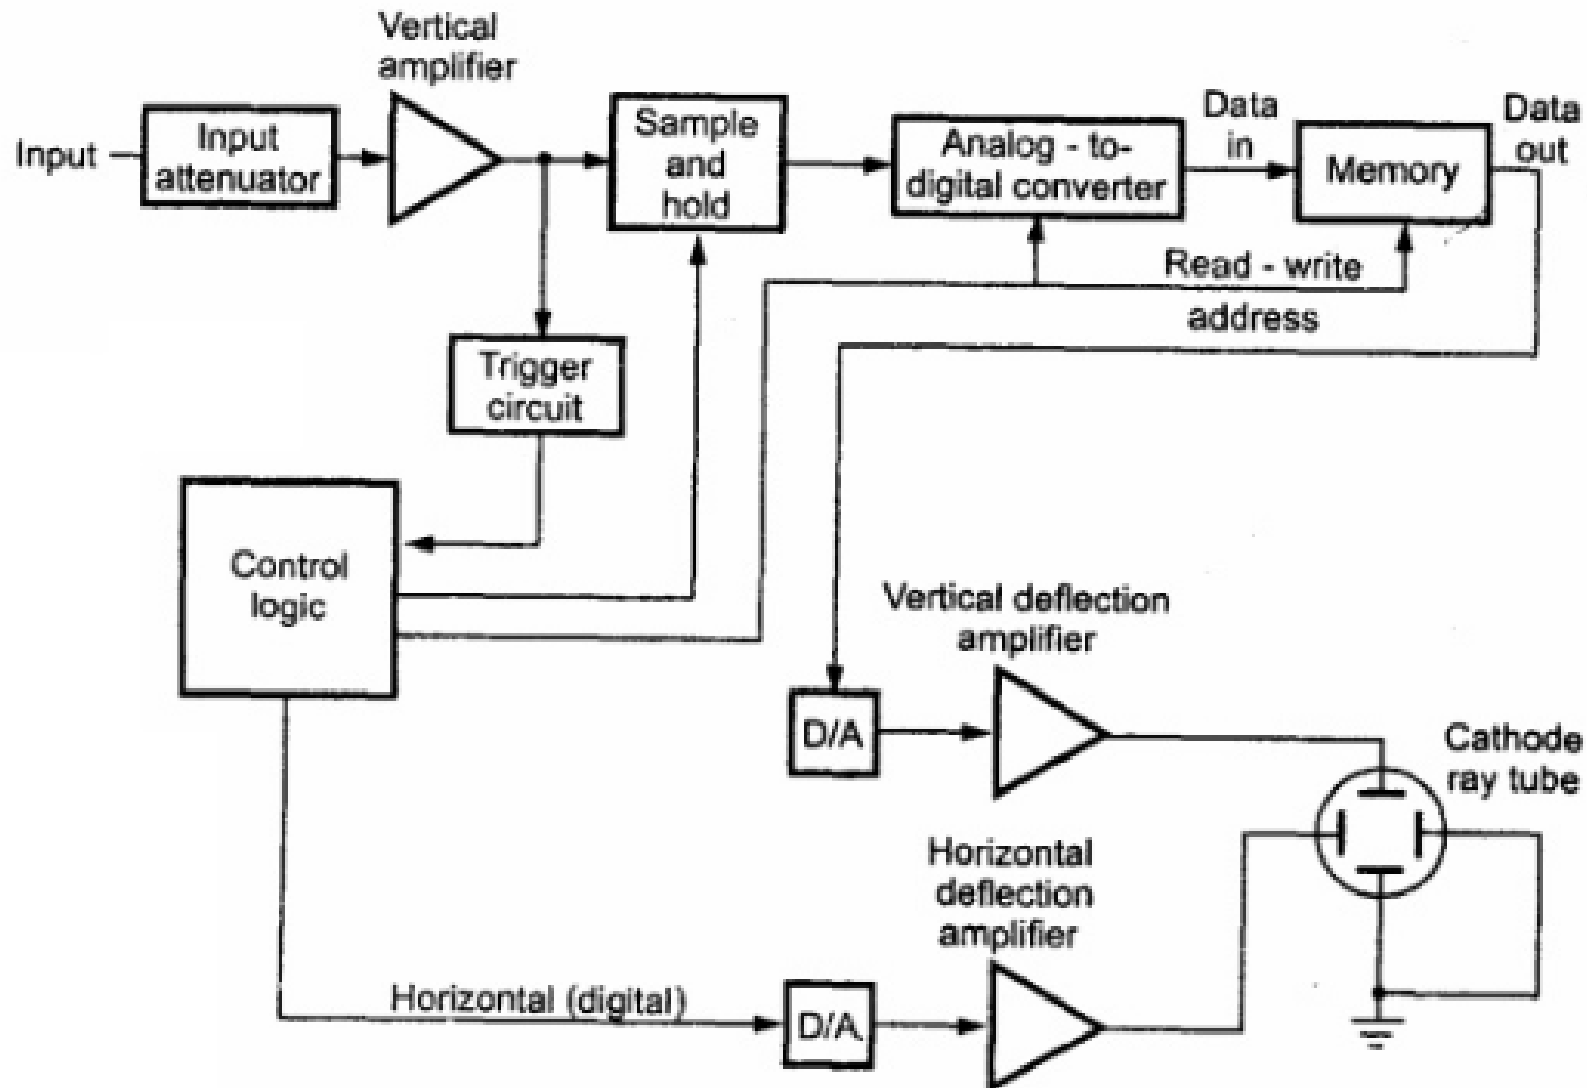 Vertical
amplifier
Input
Input
attenuator
Sample
and
hold
Analog - to-
digital converter
Data
in
Memory
Data
out
Read - write
address
Trigger
circuit
Control
logic
Vertical deflection
amplifier
D/A
Cathode
ray tube
Horizontal
deflection
amplifier
Horizontal (digital)
D/A